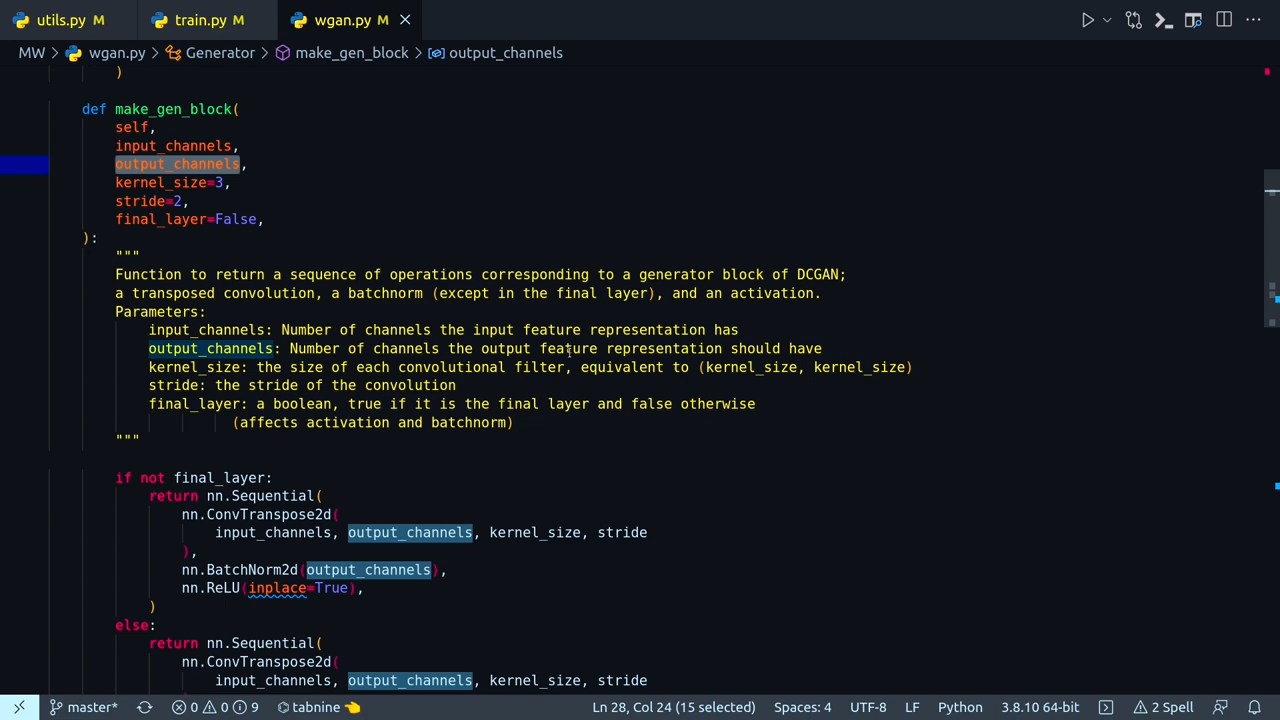 utils.py M train.py M wgan.py M
MW > wgan.py > Generator > make_gen_block > output_channels
)
def make_gen_block(
self,
input_channels,
output_channels,
kernel_size=3,
stride=2,
final_layer=False,
):
"""
Function to return a sequence of operations corresponding to a generator block of DCGAN;
a transposed convolution, a batchnorm (except in the final layer), and an activation.
Parameters:
input_channels: Number of channels the input feature representation has
output_channels: Number of channels the output feature representation should have
kernel_size: the size of each convolutional filter, equivalent to (kernel_size, kernel_size)
stride: the stride of the convolution
final_layer: a boolean, true if it is the final layer and false otherwise
(affects activation and batchnorm)
"""
if not final_layer:
return nn.Sequential(
nn.ConvTranspose2d(
input_channels, output_channels, kernel_size, stride
),
nn.BatchNorm2d(output_channels),
nn.ReLU(inplace=True),
)
else:
return nn.Sequential(
nn.ConvTranspose2d(
input_channels, output_channels, kernel_size, stride
master* 0 0 9 tabnine 👈 Ln 28, Col 24 (15 selected) Spaces: 4 UTF-8 LF Python 3.8.10 64-bit 2 Spell